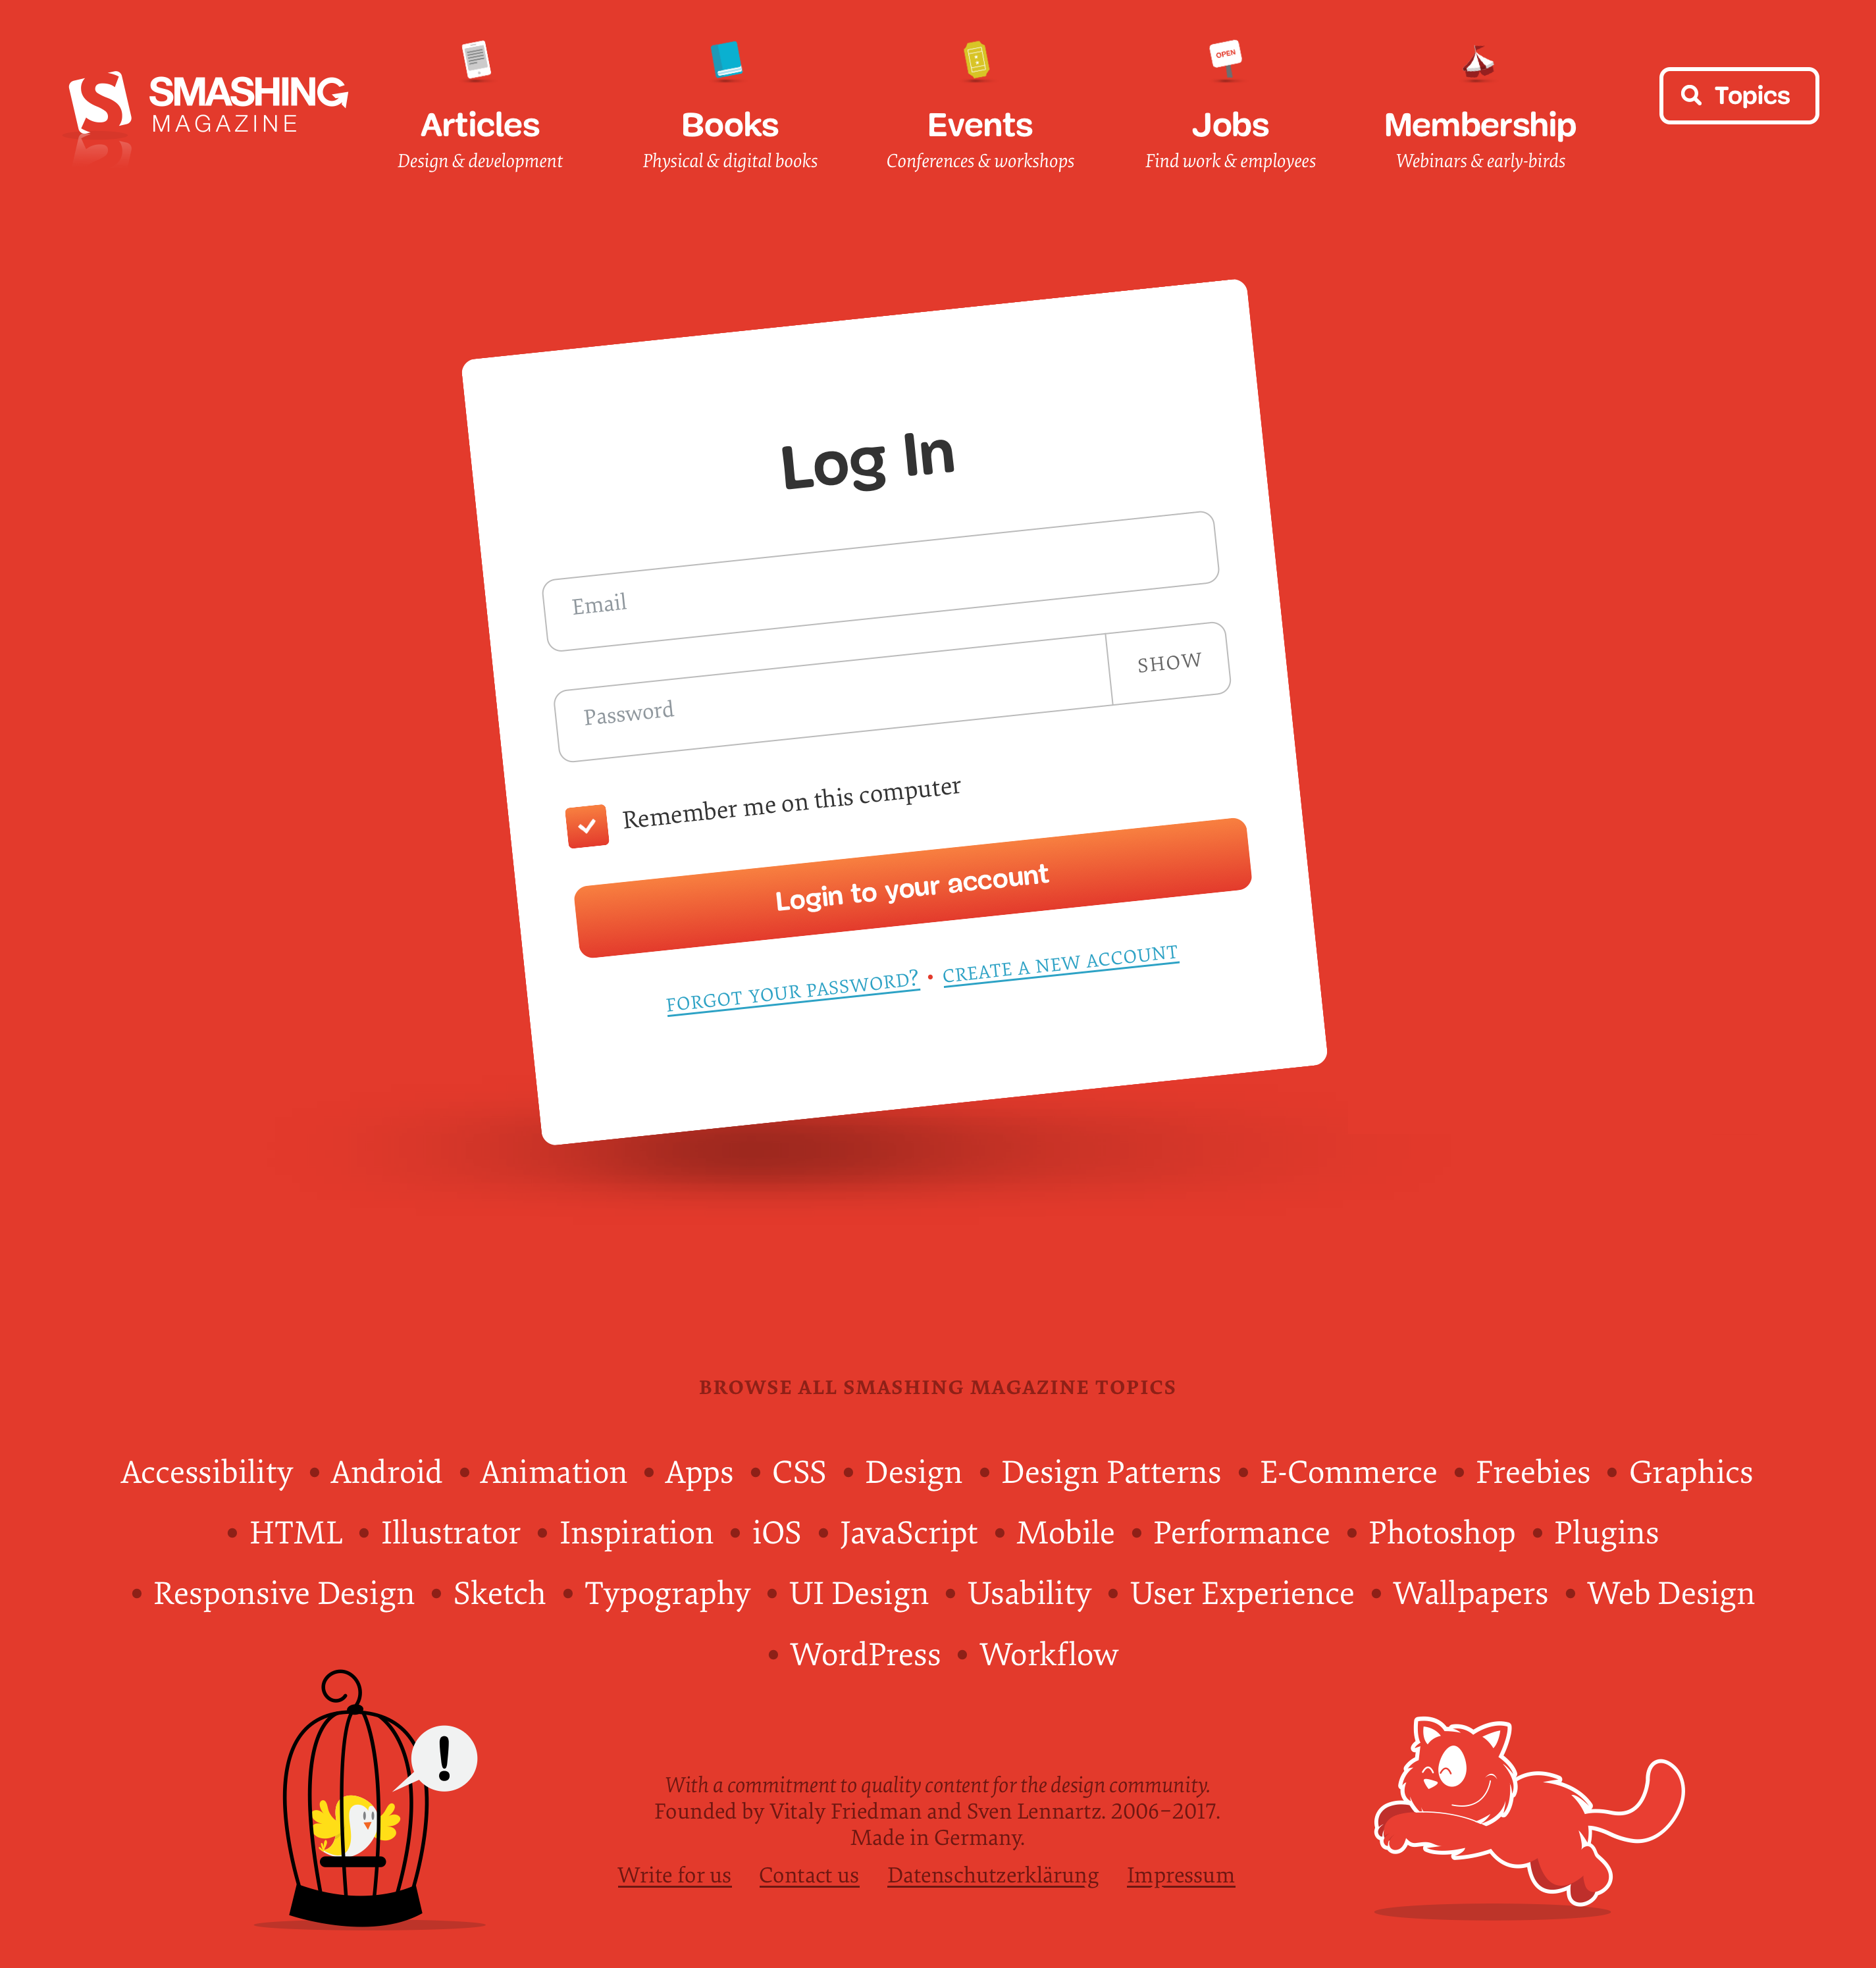 SMASHING
MAGAZINE
Articles
Design & development
Books
Physical & digital books
Events
Conferences & workshops
OPEN
Jobs
Find work & employees
Membership
Webinars & early-birds
Topics
Log In
Email
Password
SHOW
Remember me on this computer
Login to your account
FORGOT YOUR PASSWORD? • CREATE A NEW ACCOUNT
BROWSE ALL SMASHING MAGAZINE TOPICS
Accessibility • Android • Animation • Apps • CSS • Design • Design Patterns • E-Commerce • Freebies • Graphics
• HTML • Illustrator • Inspiration • iOS • JavaScript • Mobile • Performance • Photoshop • Plugins
• Responsive Design • Sketch • Typography • UI Design • Usability • User Experience • Wallpapers • Web Design
• WordPress • Workflow
!
With a commitment to quality content for the design community.
Founded by Vitaly Friedman and Sven Lennartz. 2006–2017.
Made in Germany.
Write for us Contact us Datenschutzerklärung Impressum